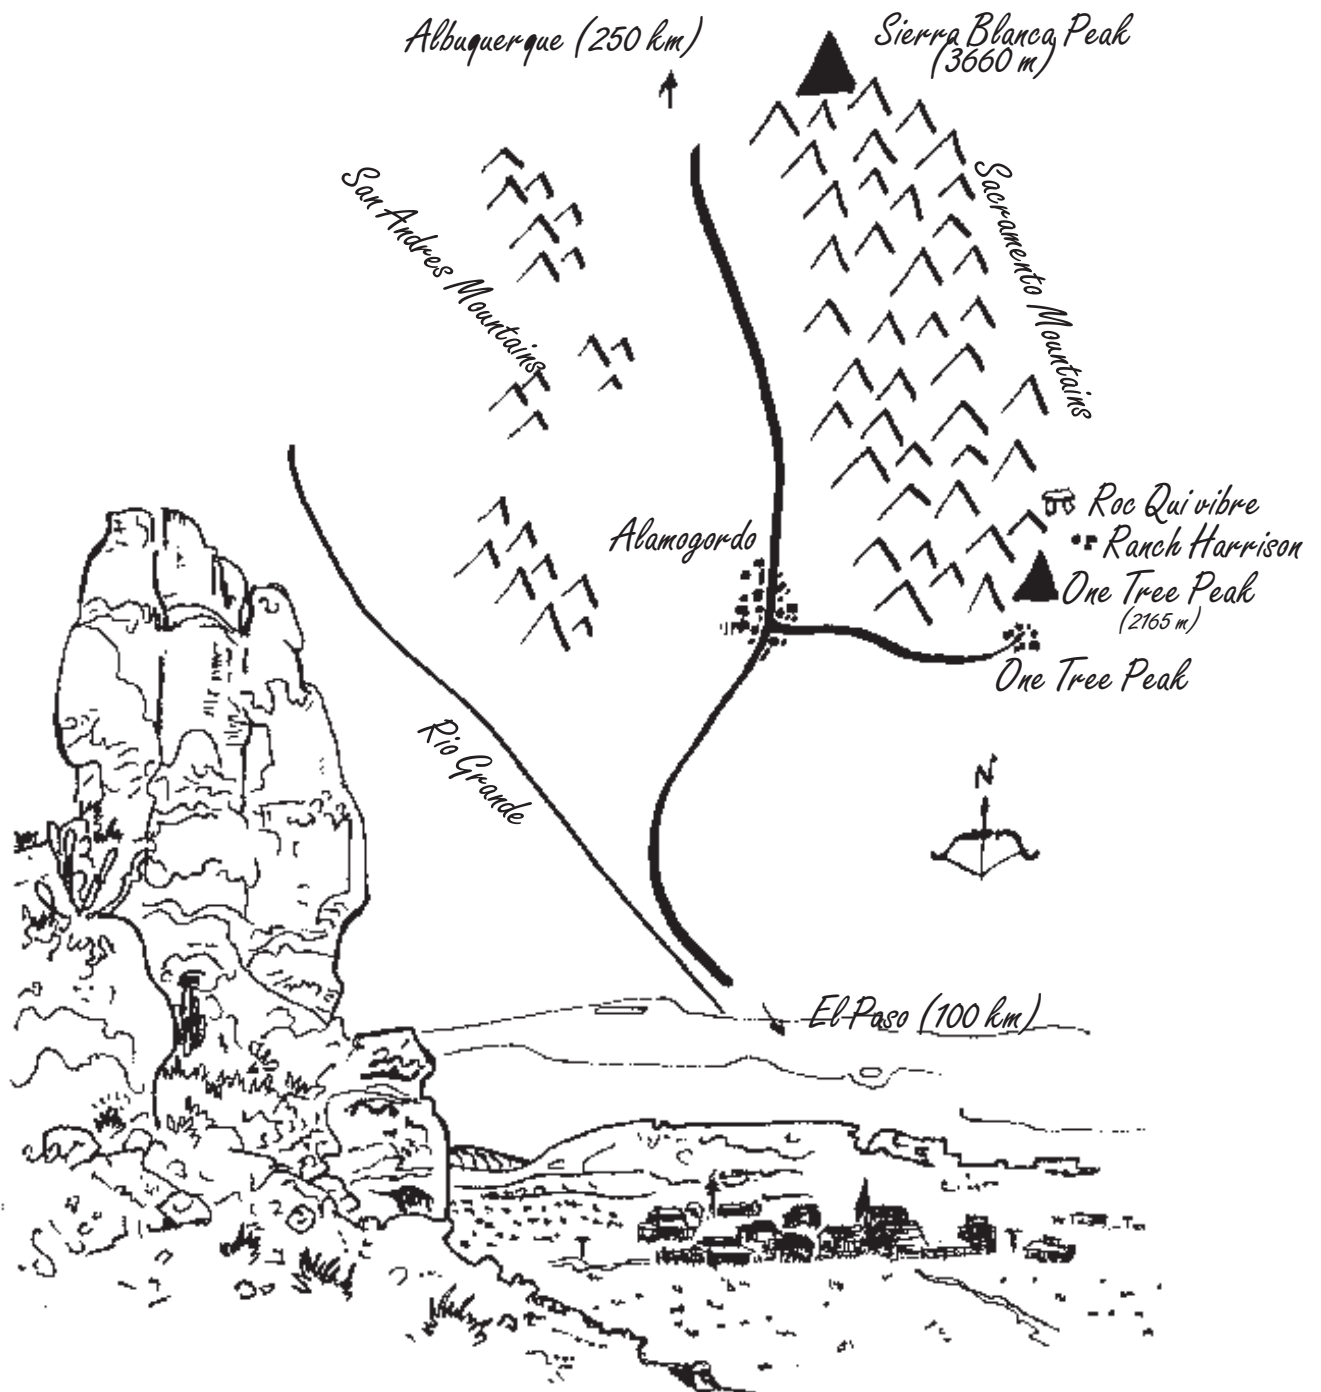 Albuquerque (250 km)
Sierra Blanca Peak
(3660 m)
San Andres Mountains
Sacramento Mountains
Roc Qui vibre
Ranch Harrison
Alamogordo
One Tree Peak
(2165 m)
One Tree Peak
Rio Grande
N
El Paso (100 km)